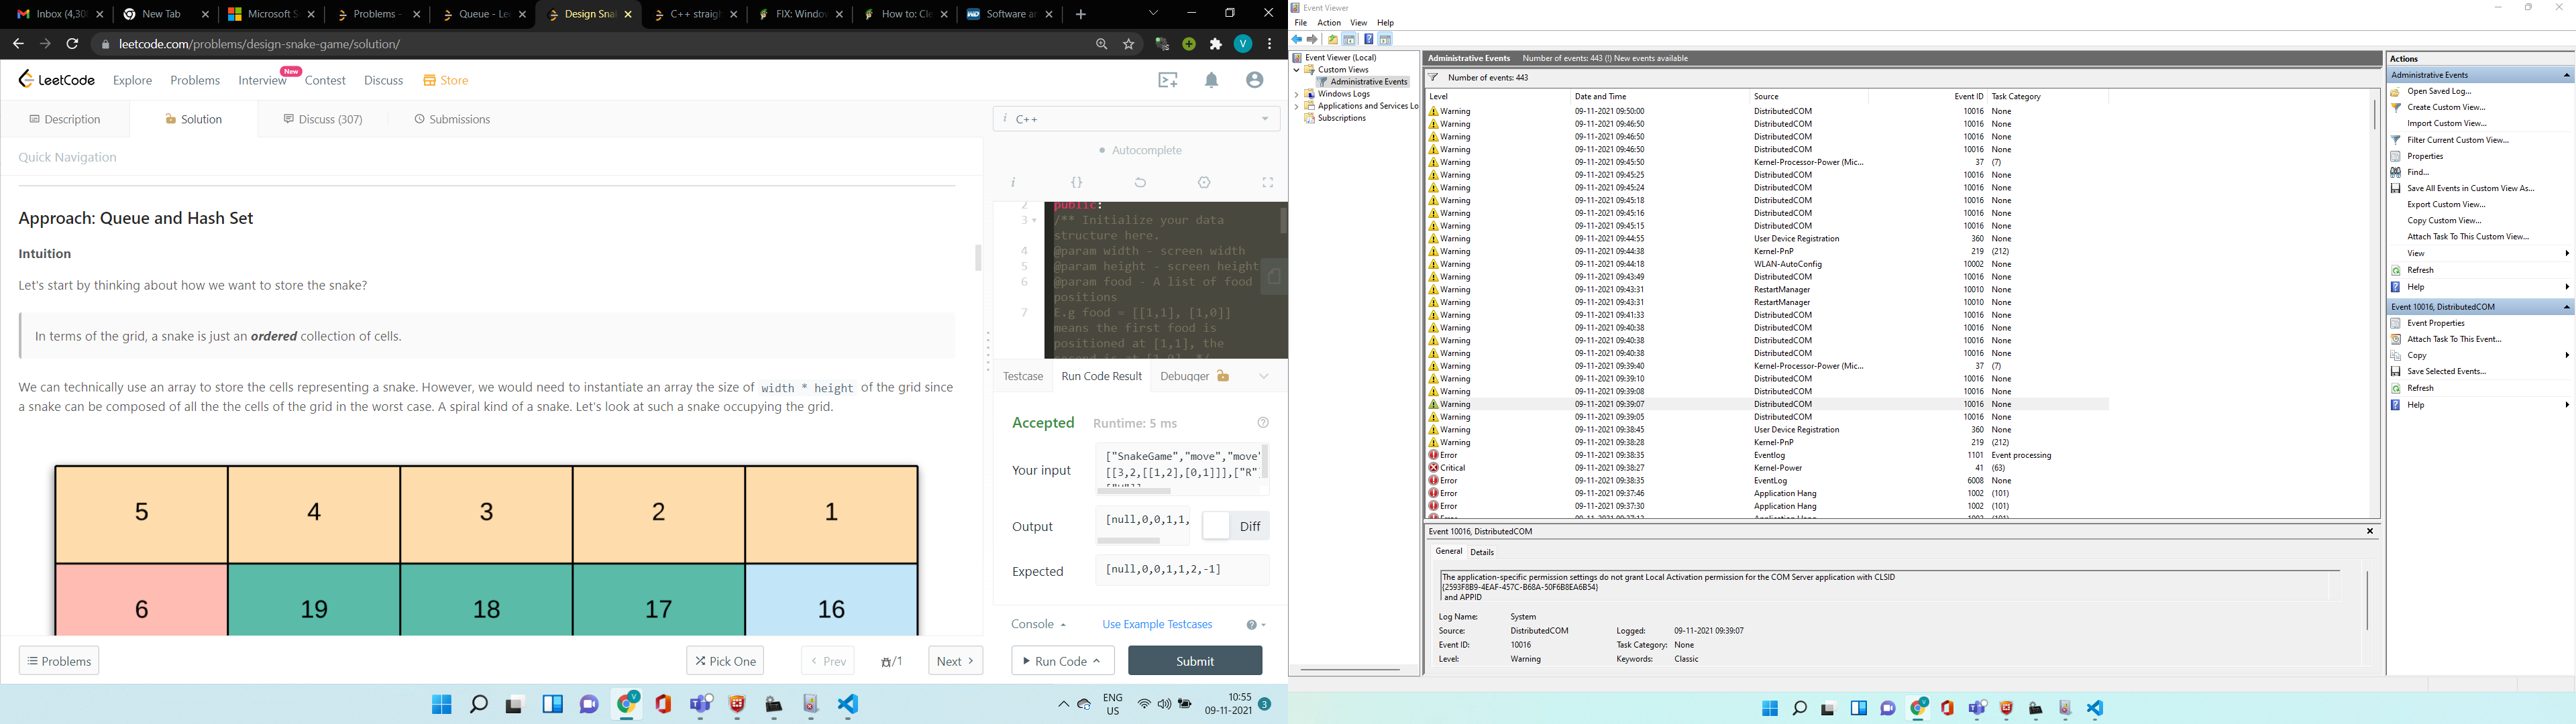 Inbox (4,30
New Tab
Microsoft S
Problems -
Queue - Le
Design Sna
C++ straigh
FIX: Window
How to: Cle
Software an
leetcode.com/problems/design-snake-game/solution/
V
LeetCode
Explore
Problems
Interview
New
Contest
Discuss
Store
Description
Solution
Discuss (307)
Submissions
Quick Navigation
Approach: Queue and Hash Set
Intuition
Let's start by thinking about how we want to store the snake?
In terms of the grid, a snake is just an ordered collection of cells.
We can technically use an array to store the cells representing a snake. However, we would need to instantiate an array the size of width * height of the grid since
a snake can be composed of all the the cells of the grid in the worst case. A spiral kind of a snake. Let's look at such a snake occupying the grid.
5 4 3 2 1
6 19 18 17 16
Problems
Pick One
Prev
/1
Next
i C++
Autocomplete
i {}
2 public:
3 /** Initialize your data
structure here.
4 @param width - screen width
5 @param height - screen height
6 @param food - A list of food
positions
7 E.g food = [[1,1], [1,0]]
means the first food is
positioned at [1,1], the
second is at [1,0]. */
Testcase
Run Code Result
Debugger
Accepted
Runtime: 5 ms
Your input
["SnakeGame","move","move"
[[3,2,[[1,2],[0,1]]],["R"
Output
[null,0,0,1,1,
Diff
Expected
[null,0,0,1,1,2,-1]
Console
Use Example Testcases
Run Code
Submit
ENG
US
10:55
09-11-2021
3
Event Viewer
File Action View Help
Event Viewer (Local)
Custom Views
Administrative Events
Windows Logs
Applications and Services Lo
Subscriptions
Administrative Events Number of events: 443 (!) New events available
Number of events: 443
Level Date and Time Source Event ID Task Category
Warning 09-11-2021 09:50:00 DistributedCOM 10016 None
Warning 09-11-2021 09:46:50 DistributedCOM 10016 None
Warning 09-11-2021 09:46:50 DistributedCOM 10016 None
Warning 09-11-2021 09:46:50 DistributedCOM 10016 None
Warning 09-11-2021 09:45:50 Kernel-Processor-Power (Mic... 37 (7)
Warning 09-11-2021 09:45:25 DistributedCOM 10016 None
Warning 09-11-2021 09:45:24 DistributedCOM 10016 None
Warning 09-11-2021 09:45:18 DistributedCOM 10016 None
Warning 09-11-2021 09:45:16 DistributedCOM 10016 None
Warning 09-11-2021 09:45:15 DistributedCOM 10016 None
Warning 09-11-2021 09:44:55 User Device Registration 360 None
Warning 09-11-2021 09:44:38 Kernel-PnP 219 (212)
Warning 09-11-2021 09:44:18 WLAN-AutoConfig 10002 None
Warning 09-11-2021 09:43:49 DistributedCOM 10016 None
Warning 09-11-2021 09:43:31 RestartManager 10010 None
Warning 09-11-2021 09:43:31 RestartManager 10010 None
Warning 09-11-2021 09:41:33 DistributedCOM 10016 None
Warning 09-11-2021 09:40:38 DistributedCOM 10016 None
Warning 09-11-2021 09:40:38 DistributedCOM 10016 None
Warning 09-11-2021 09:40:38 DistributedCOM 10016 None
Warning 09-11-2021 09:39:40 Kernel-Processor-Power (Mic... 37 (7)
Warning 09-11-2021 09:39:10 DistributedCOM 10016 None
Warning 09-11-2021 09:39:08 DistributedCOM 10016 None
Warning 09-11-2021 09:39:07 DistributedCOM 10016 None
Warning 09-11-2021 09:39:05 DistributedCOM 10016 None
Warning 09-11-2021 09:38:45 User Device Registration 360 None
Warning 09-11-2021 09:38:28 Kernel-PnP 219 (212)
Error 09-11-2021 09:38:35 Eventlog 1101 Event processing
Critical 09-11-2021 09:38:27 Kernel-Power 41 (63)
Error 09-11-2021 09:38:35 EventLog 6008 None
Error 09-11-2021 09:37:46 Application Hang 1002 (101)
Error 09-11-2021 09:37:30 Application Hang 1002 (101)
Event 10016, DistributedCOM
General Details
The application-specific permission settings do not grant Local Activation permission for the COM Server application with CLSID
{2593F8B9-4EAF-457C-B68A-50F6B8EA6B54}
and APPID
Log Name: System
Source: DistributedCOM Logged: 09-11-2021 09:39:07
Event ID: 10016 Task Category: None
Level: Warning Keywords: Classic
Actions
Administrative Events
Open Saved Log...
Create Custom View...
Import Custom View...
Filter Current Custom View...
Properties
Find...
Save All Events in Custom View As...
Export Custom View...
Copy Custom View...
Attach Task To This Custom View...
View
Refresh
Help
Event 10016, DistributedCOM
Event Properties
Attach Task To This Event...
Copy
Save Selected Events...
Refresh
Help